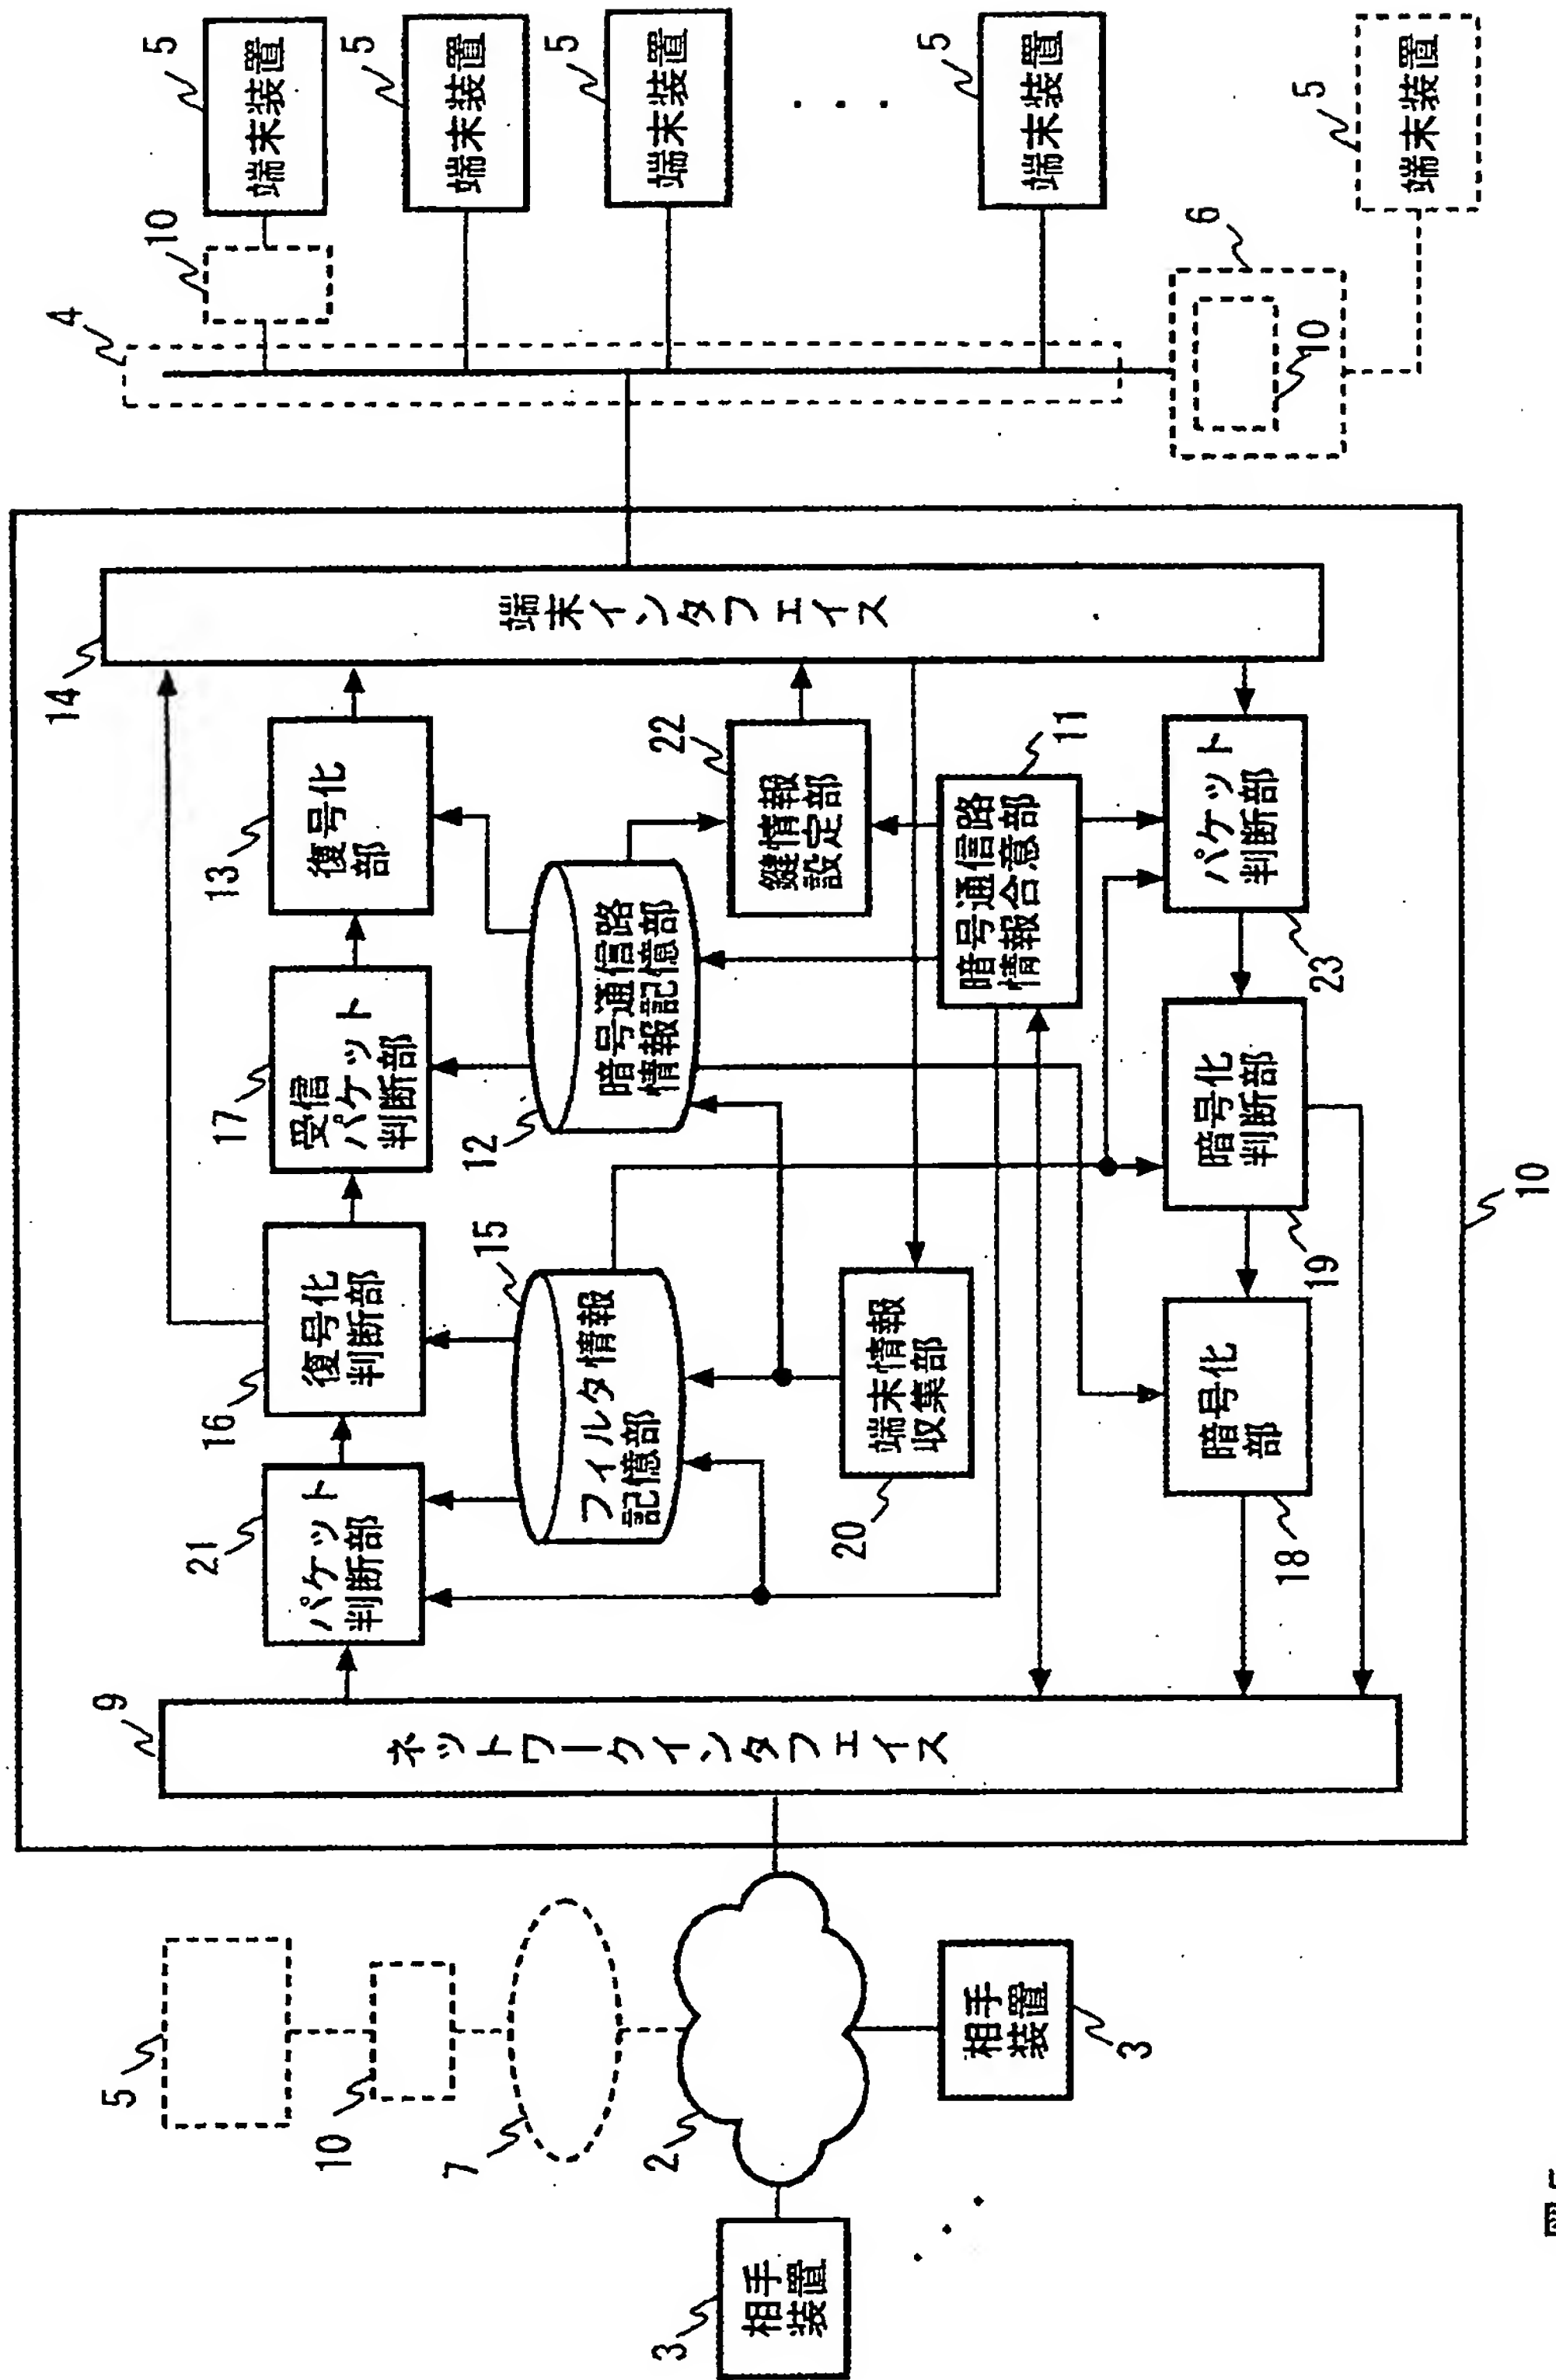 5
10
7
2
3
相手
装置
3
相手
装置
9
ネットワークインタフェイス
21
パケット
判断部
16
復号化
判断部
17
受信
パケット
判断部
13
復号化
部
14
端末インタフェイス
15
フィルタ情報
記憶部
12
暗号通信路
情報記憶部
22
鍵情報
設定部
20
端末情報
収集部
11
暗号通信路
情報合意部
18
暗号化
部
19
暗号化
判断部
23
パケット
判断部
10
4
10
5
端末装置
5
端末装置
5
端末装置
5
端末装置
6
10
5
端末装置